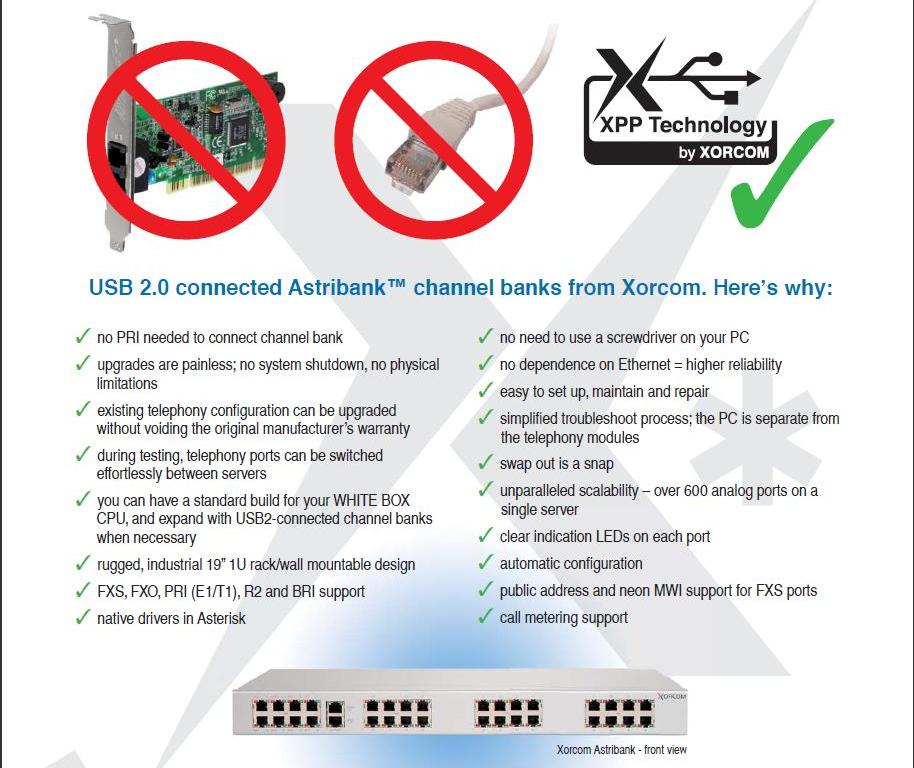 XPP Technology
by XORCOM
USB 2.0 connected Astribank™ channel banks from Xorcom. Here's why:
✓ no PRI needed to connect channel bank
✓ upgrades are painless; no system shutdown, no physical
limitations
✓ existing telephony configuration can be upgraded
without voiding the original manufacturer's warranty
✓ during testing, telephony ports can be switched
effortlessly between servers
✓ you can have a standard build for your WHITE BOX
CPU, and expand with USB2-connected channel banks
when necessary
✓ rugged, industrial 19" 1U rack/wall mountable design
✓ FXS, FXO, PRI (E1/T1), R2 and BRI support
✓ native drivers in Asterisk
✓ no need to use a screwdriver on your PC
✓ no dependence on Ethernet = higher reliability
✓ easy to set up, maintain and repair
✓ simplified troubleshoot process; the PC is separate from
the telephony modules
✓ swap out is a snap
✓ unparalleled scalability – over 600 analog ports on a
single server
✓ clear indication LEDs on each port
✓ automatic configuration
✓ public address and neon MWI support for FXS ports
✓ call metering support
XORCOM
Xorcom Astribank - front view